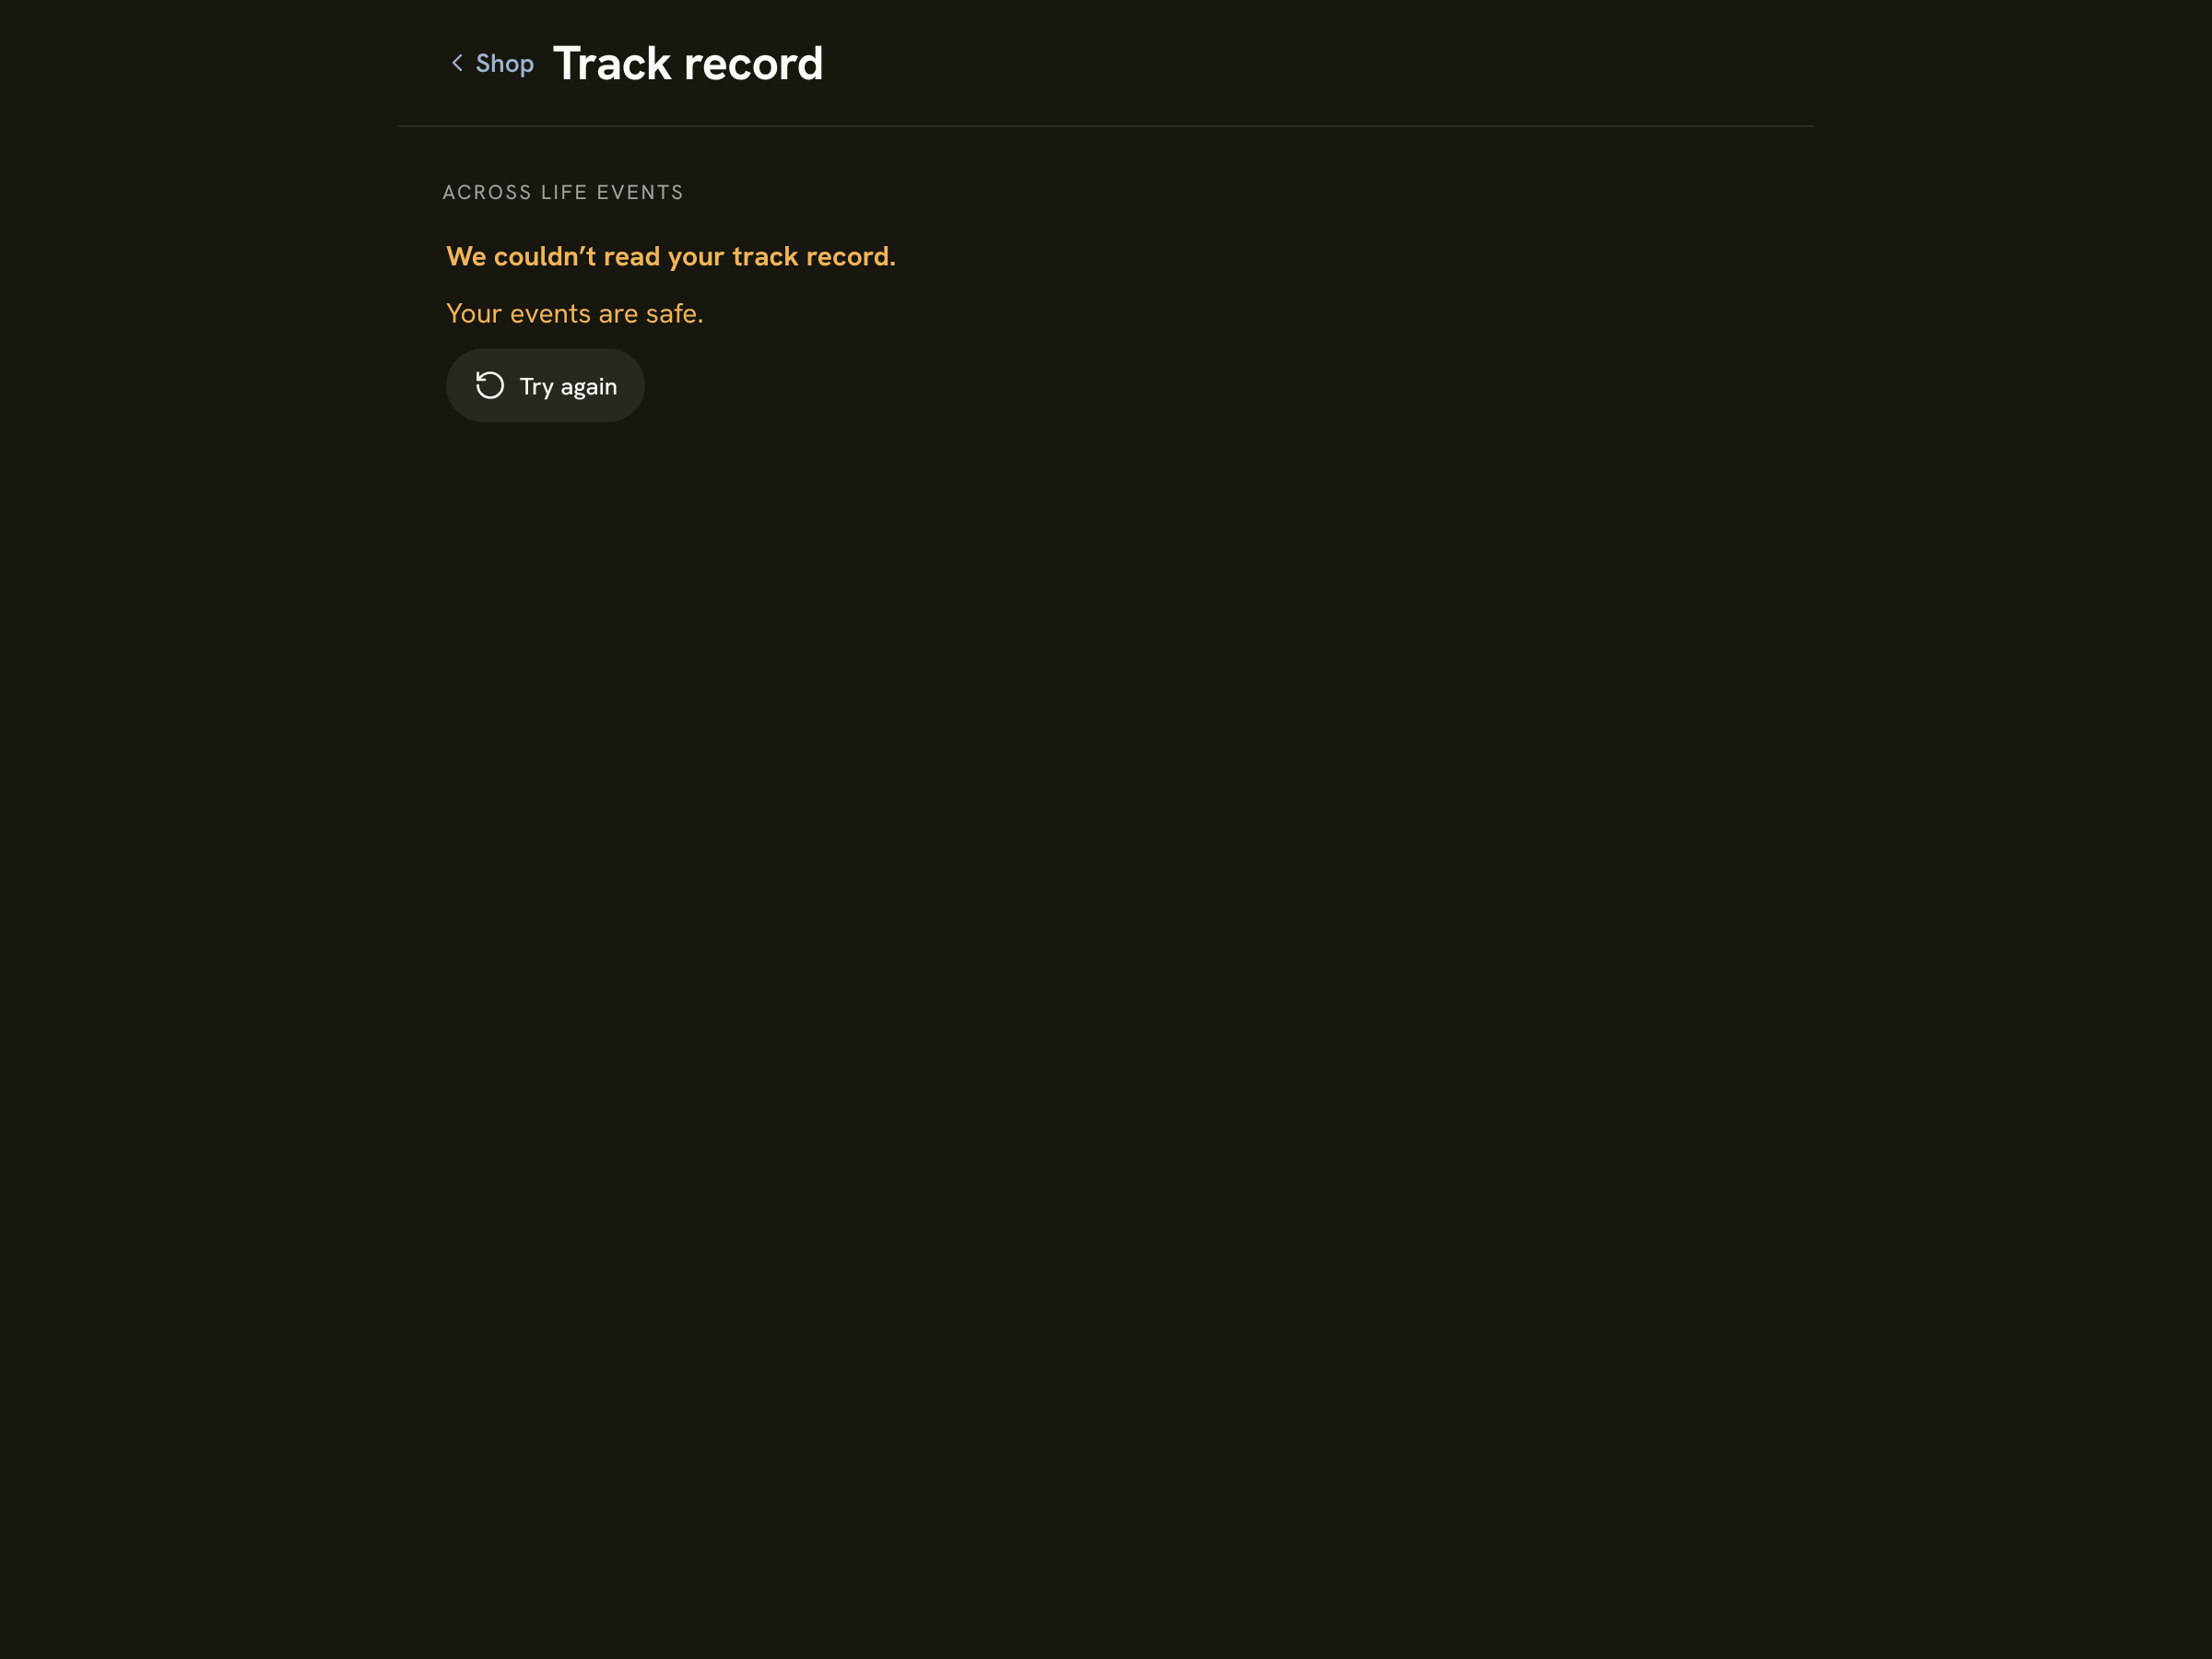 Shop Track record
ACROSS LIFE EVENTS
We couldn’t read your track record.
Your events are safe.
Try again